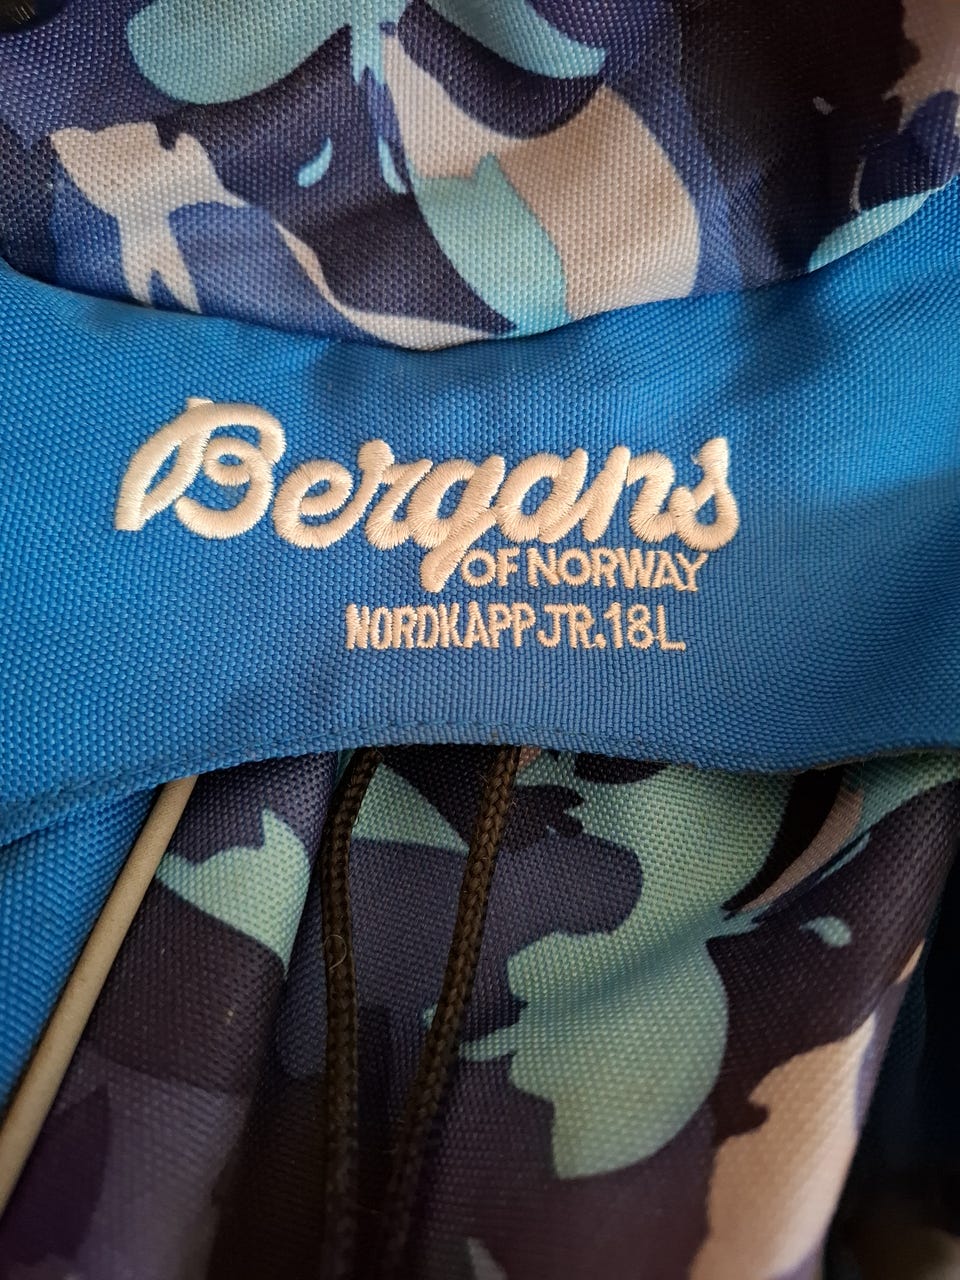 Bergans
OF NORWAY
NORDKAPP JR. 18L